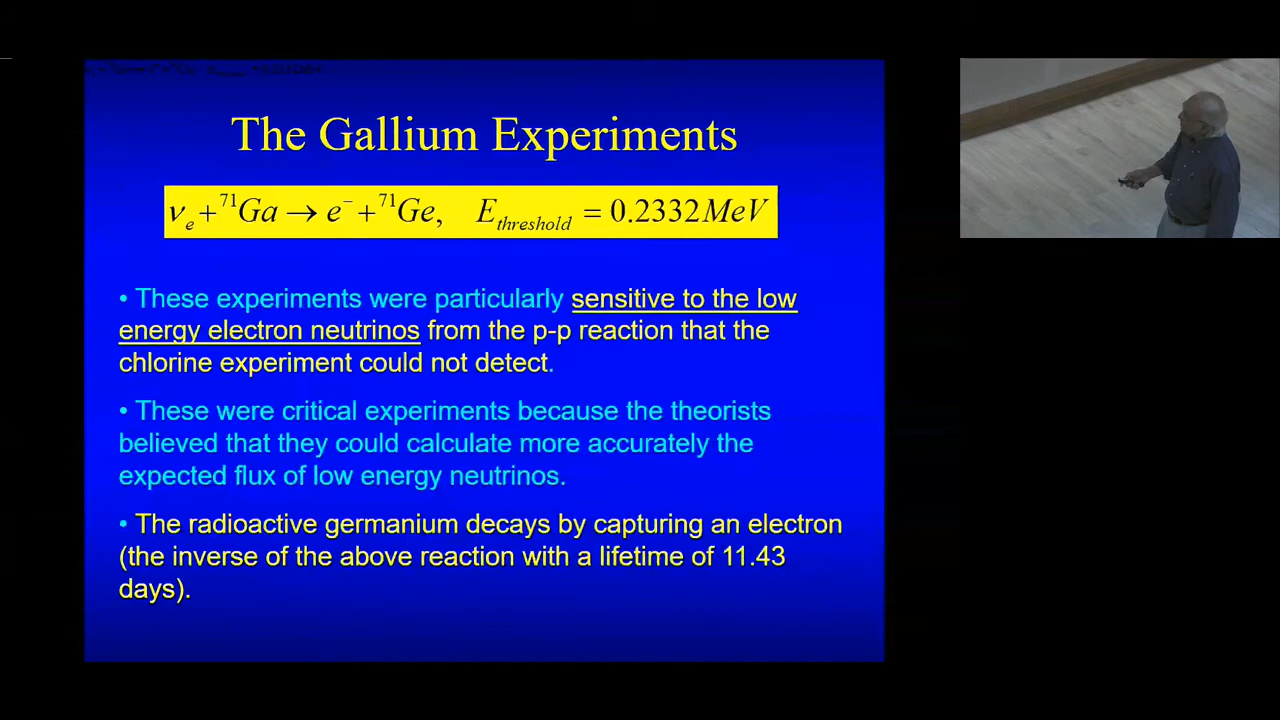 The Gallium Experiments
νₑ + ⁷¹Ga → e⁻ + ⁷¹Ge, E_threshold = 0.2332 MeV
• These experiments were particularly sensitive to the low
energy electron neutrinos from the p-p reaction that the
chlorine experiment could not detect.
• These were critical experiments because the theorists
believed that they could calculate more accurately the
expected flux of low energy neutrinos.
• The radioactive germanium decays by capturing an electron
(the inverse of the above reaction with a lifetime of 11.43
days).